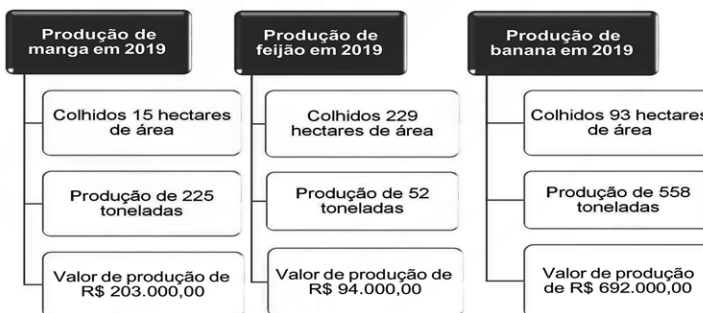 Produção de
manga em 2019
Colhidos 15 hectares
de área
Produção de 225
toneladas
Valor de produção de
R$ 203.000,00
Produção de
feijão em 2019
Colhidos 229
hectares de área
Produção de 52
toneladas
Valor de produção de
R$ 94.000,00
Produção de
banana em 2019
Colhidos 93 hectares
de área
Produção de 558
toneladas
Valor de produção
de R$ 692.000,00